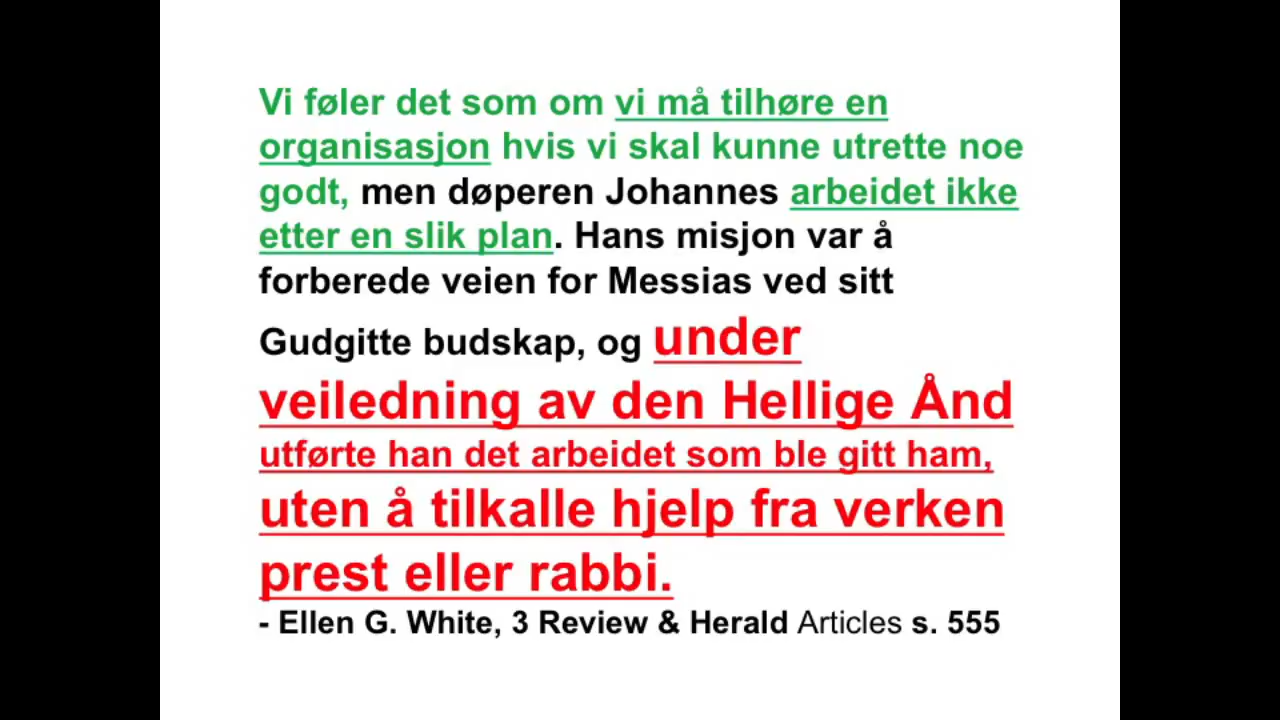 Vi føler det som om vi må tilhøre en
organisasjon hvis vi skal kunne utrette noe
godt, men døperen Johannes arbeidet ikke
etter en slik plan. Hans misjon var å
forberede veien for Messias ved sitt
Gudgitte budskap, og under
veiledning av den Hellige Ånd
utførte han det arbeidet som ble gitt ham,
uten å tilkalle hjelp fra verken
prest eller rabbi.
- Ellen G. White, 3 Review & Herald Articles s. 555